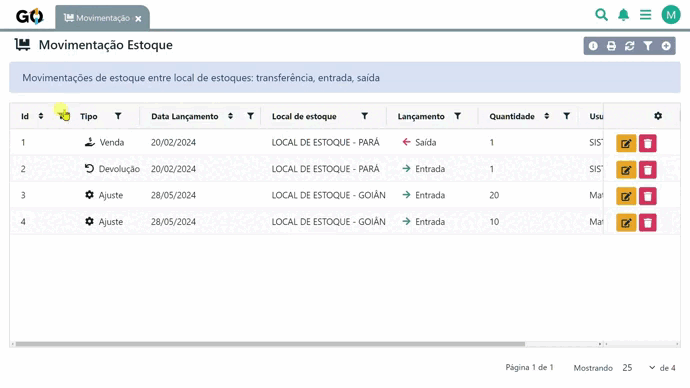 GO Movimentação M
Movimentação Estoque
Movimentações de estoque entre local de estoques: transferência, entrada, saída
Id Tipo Data Lançamento Local de estoque Lançamento Quantidade Usu
1 Venda 20/02/2024 LOCAL DE ESTOQUE - PARÁ Saída 1 SIST
2 Devolução 20/02/2024 LOCAL DE ESTOQUE - PARÁ Entrada 1 SIST
3 Ajuste 28/05/2024 LOCAL DE ESTOQUE - GOIÂN Entrada 20 Mat
4 Ajuste 28/05/2024 LOCAL DE ESTOQUE - GOIÂN Entrada 10 Mat
Página 1 de 1 Mostrando 25 de 4